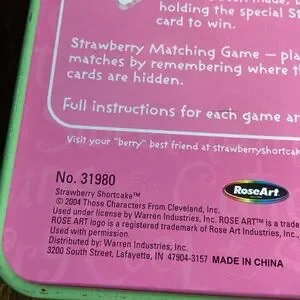 holding the special St
card to win.
Strawberry Matching Game — pla
matches by remembering where th
cards are hidden.
Full instructions for each game ar
Visit your "berry" best friend at strawberryshortcake
No. 31980
Strawberry Shortcake™
© 2004 Those Characters From Cleveland, Inc.
Used under license by Warren Industries, Inc. ROSE ART™ is a trade
ROSE ART logo is a registered trademark of Rose Art Industries, Inc.,
Used with permission.
Distributed by: Warren Industries, Inc.
3200 South Street, Lafayette, IN 47904-3157 MADE IN CHINA
RoseArt